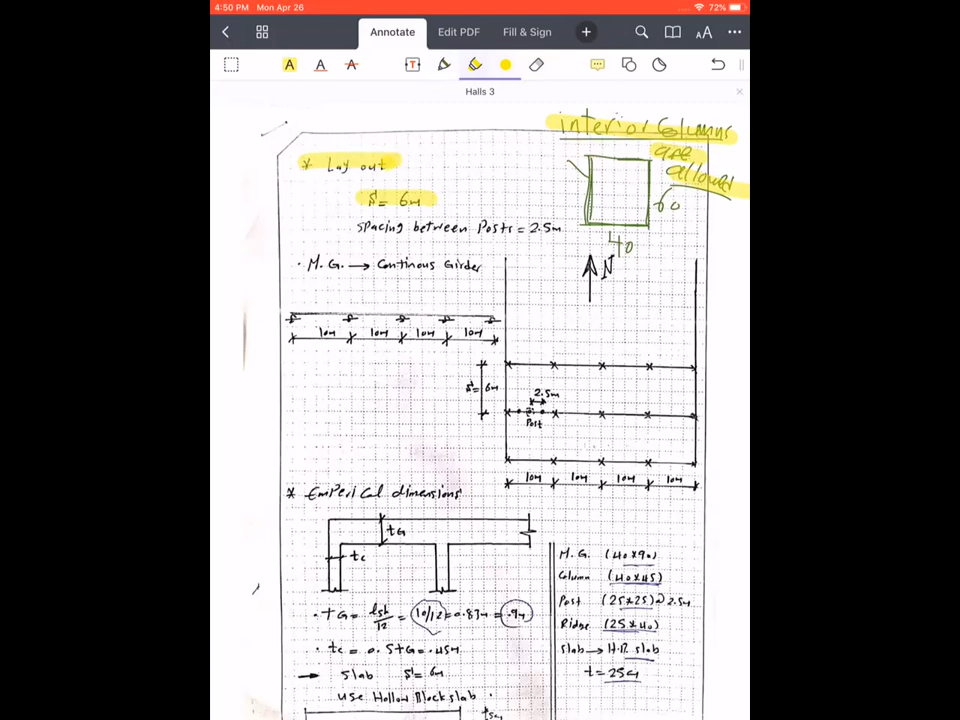 4:50 PM Mon Apr 26
72%
Annotate
Edit PDF
Fill & Sign
Halls 3
interior Columns
are
allowed
* Lay out
S = 6m
60
spacing between Posts = 2.5m
40
N
. M.G. → Continous Girder
10m 10m 10m 10m
S = 6m
2.5m
Post
10m 10m 10m 10m
* Emperical dimensions
tG
tc
M.G. (40*90)
Column (40*45)
Post (25*25)@2.5m
Ridge (25*40)
slab → H.B slab
t = 25cm
. TG = = 10/12 = 0.83m = .9m
. tc = 0.5tG = .45m
→ slab S = 6m
use Hollow Block slab .